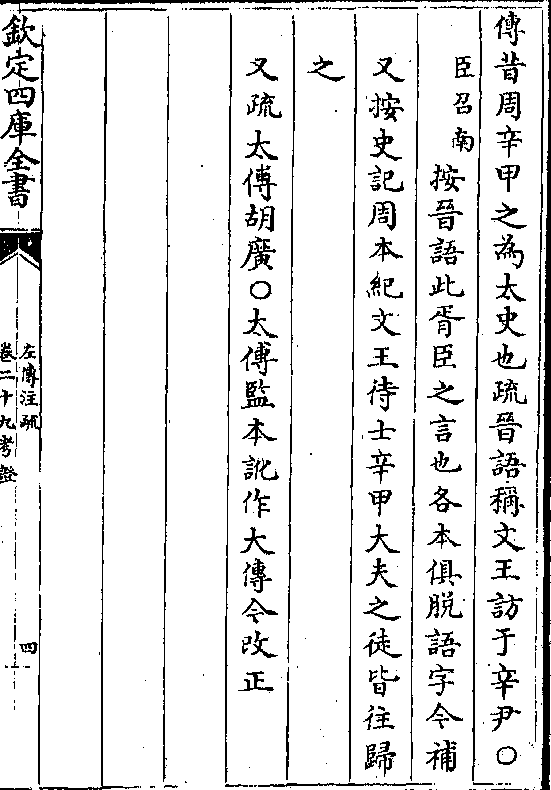 傳昔周辛甲之為太史也疏晉語稱文王訪于辛尹○
臣召南按晉語此胥臣之言也各本俱脱語字今補
又按史記周本紀文王待士辛甲大夫之徒皆往歸
之
又疏太傅胡廣○太傅監本訛作大傅今改正
欽定四庫全書
左傳注疏
卷二十九考證
四